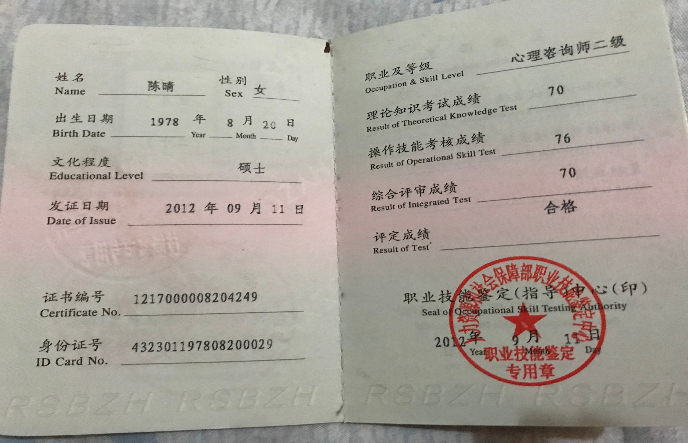 姓名 陈晴 性别 女
Name Sex
出生日期 1978 年 8 月 20 日
Birth Date Year Month Day
文化程度 硕士
Educational Level
发证日期 2012 年 09 月 11 日
Date of Issue
证书编号 1217000008204249
Certificate No.
身份证号 432301197808200029
ID Card No.
RSBZH RSBZH
职业及等级 心理咨询师二级
Occupation & Skill Level
理论知识考试成绩 70
Result of Theoretical Knowledge Test
操作技能考核成绩 76
Result of Operational Skill Test
综合评审成绩 70
Result of Integrated Test
评定成绩 合格
Result of Test
职业技能鉴定(指导)中心(印)
Seal of Occupational Skill Testing Authority
2012 年 9 月 11 日
Year Month Day
职业技能鉴定
专用章
RSBZH RSBZH